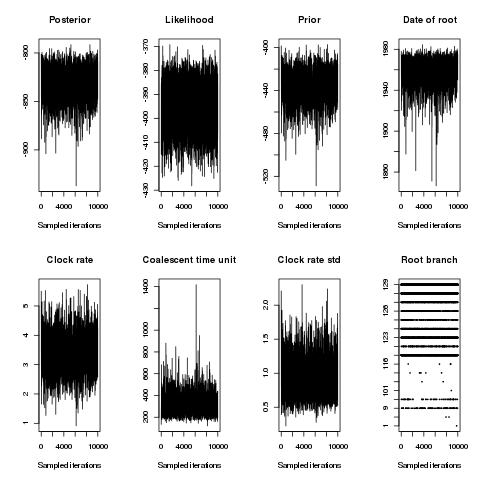 Posterior
-800
-850
-900
0 4000 10000
Sampled iterations
Likelihood
-370
-380
-390
-400
-410
-420
-430
0 4000 10000
Sampled iterations
Prior
-400
-440
-480
-520
0 4000 10000
Sampled iterations
Date of root
1980
1940
1900
1860
0 4000 10000
Sampled iterations
Clock rate
5
4
3
2
1
0 4000 10000
Sampled iterations
Coalescent time unit
1400
1000
800
600
400
200
0 4000 10000
Sampled iterations
Clock rate std
2.0
1.5
1.0
0.5
0 4000 10000
Sampled iterations
Root branch
129
126
123
116
101
9
1
0 4000 10000
Sampled iterations